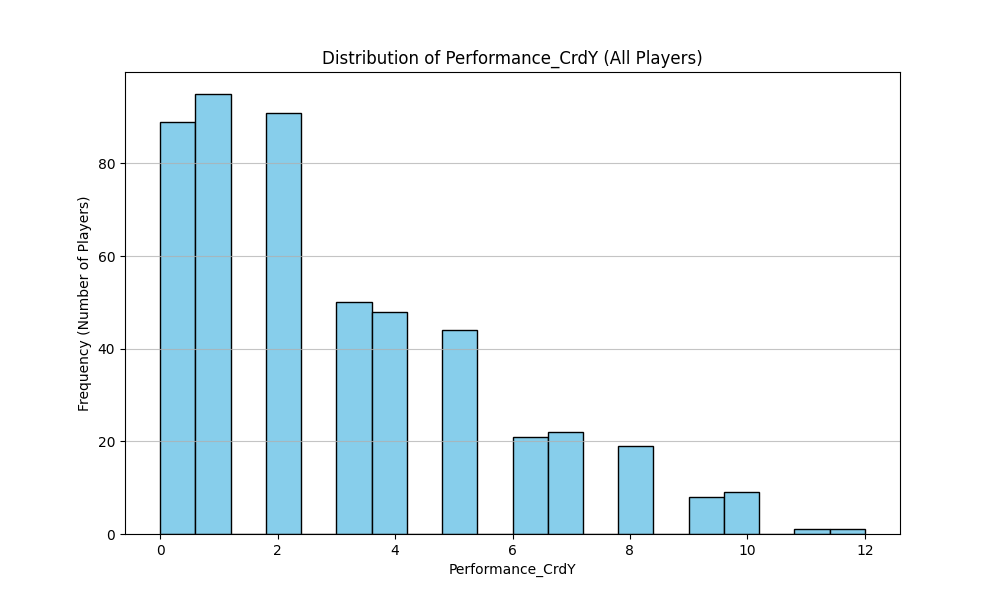 Distribution of Performance_CrdY (All Players)
Frequency (Number of Players)
80
60
40
20
0
0 2 4 6 8 10 12
Performance_CrdY